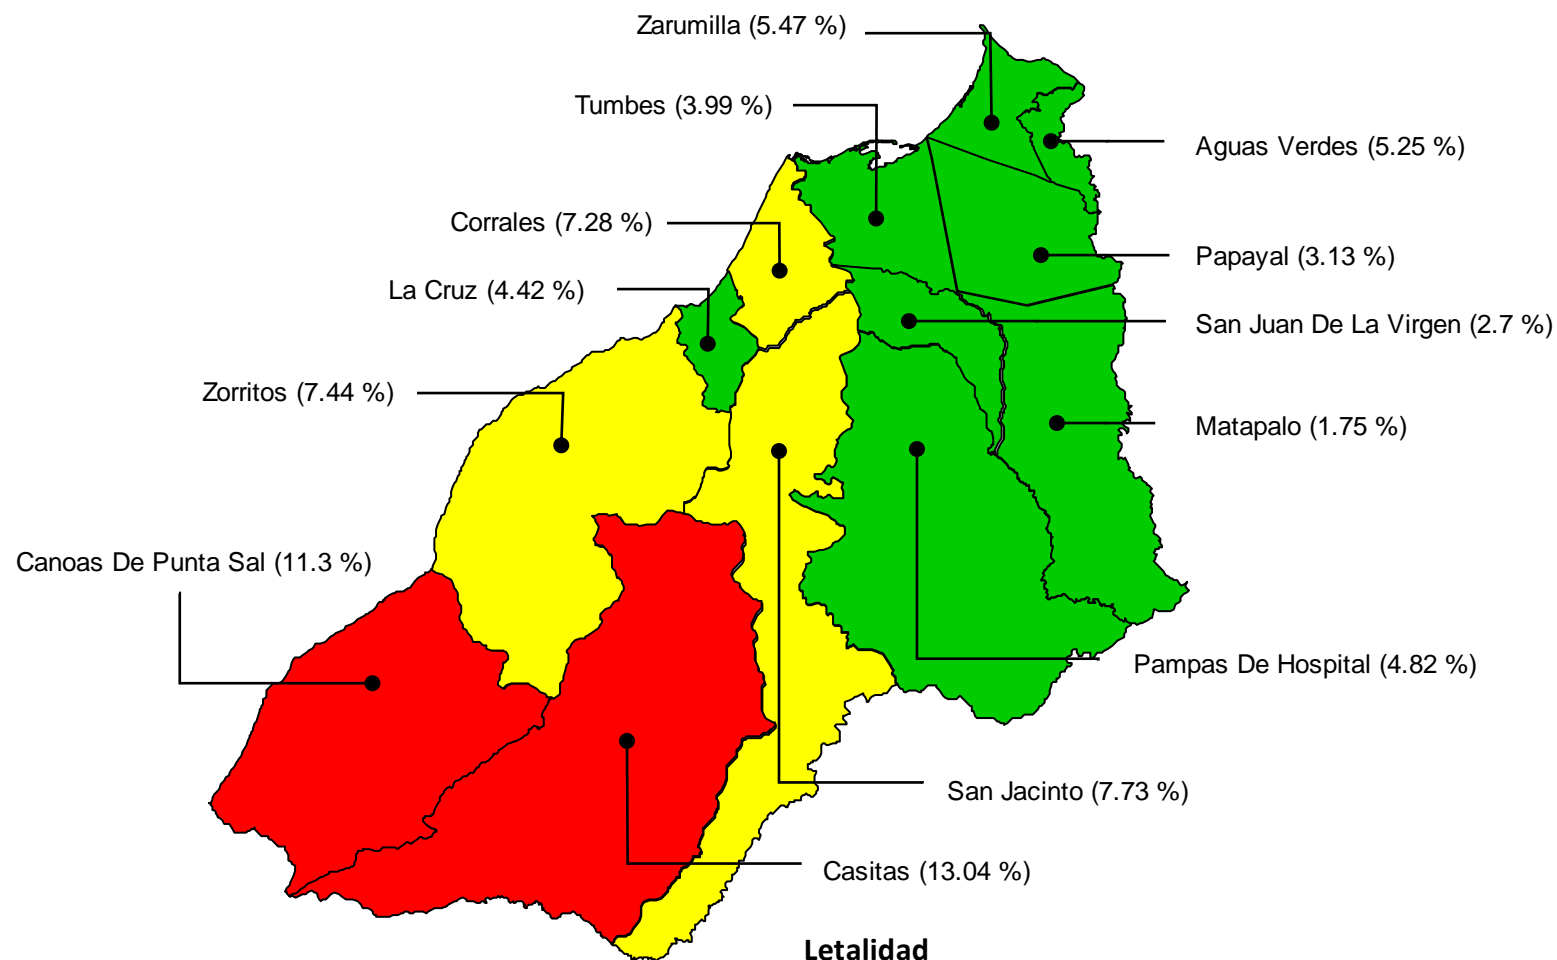 Zarumilla (5.47 %)
Tumbes (3.99 %)
Aguas Verdes (5.25 %)
Corrales (7.28 %)
Papayal (3.13 %)
La Cruz (4.42 %)
San Juan De La Virgen (2.7 %)
Zorritos (7.44 %)
Matapalo (1.75 %)
Canoas De Punta Sal (11.3 %)
Pampas De Hospital (4.82 %)
San Jacinto (7.73 %)
Casitas (13.04 %)
Letalidad